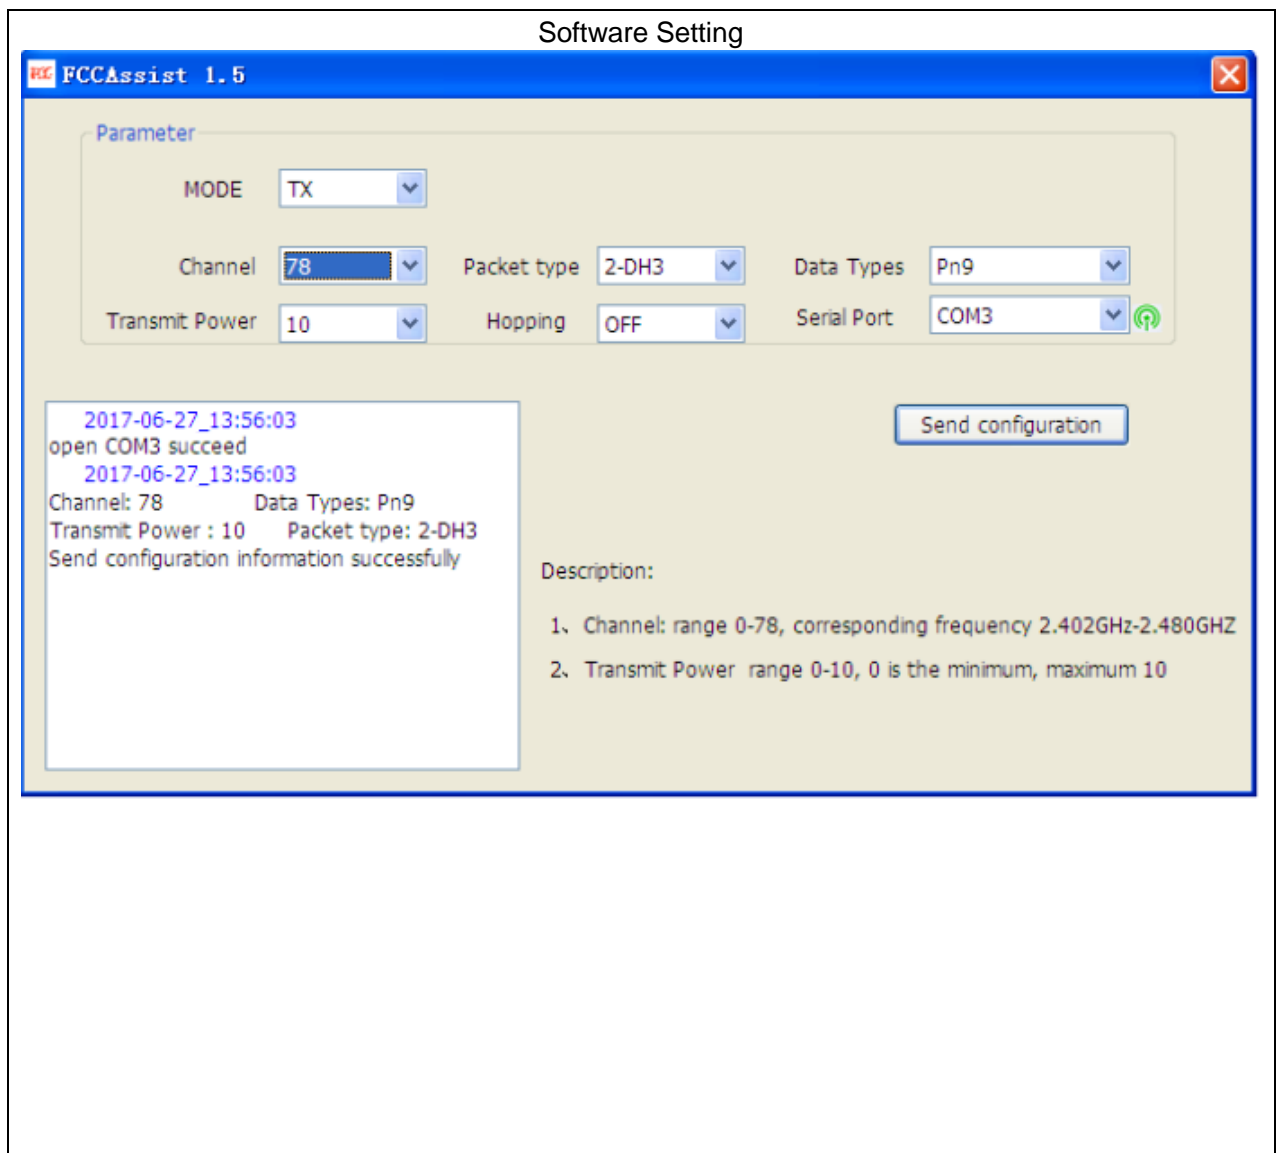 Software Setting
FCC FCCAssist 1.5
Parameter
MODE TX
Channel 78 Packet type 2-DH3 Data Types Pn9
Transmit Power 10 Hopping OFF Serial Port COM3
2017-06-27_13:56:03
open COM3 succeed
2017-06-27_13:56:03
Channel: 78 Data Types: Pn9
Transmit Power : 10 Packet type: 2-DH3
Send configuration information successfully
Send configuration
Description:
1、Channel: range 0-78, corresponding frequency 2.402GHz-2.480GHZ
2、Transmit Power range 0-10, 0 is the minimum, maximum 10